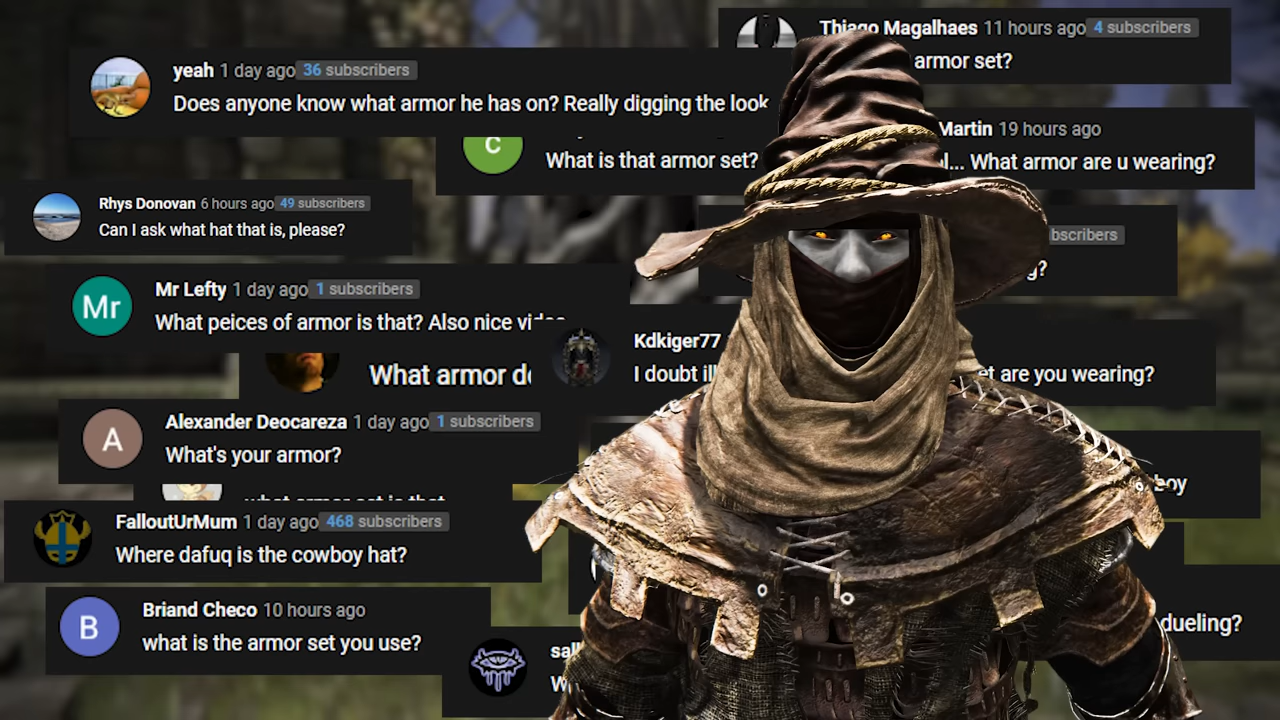 Thiago Magalhaes 11 hours ago 4 subscribers
armor set?
yeah 1 day ago 36 subscribers
Does anyone know what armor he has on? Really digging the look
C
What is that armor set?
Martin 19 hours ago
... What armor are u wearing?
Rhys Donovan 6 hours ago 49 subscribers
Can I ask what hat that is, please?
bscribers
g?
Mr
Mr Lefty 1 day ago 1 subscribers
What peices of armor is that? Also nice video
Kdkiger77
I doubt ill
et are you wearing?
What armor do
A
Alexander Deocareza 1 day ago 1 subscribers
What's your armor?
boy
what armor set is that
FalloutUrMum 1 day ago 468 subscribers
Where dafuq is the cowboy hat?
B
Briand Checo 10 hours ago
what is the armor set you use?
dueling?
sal
W